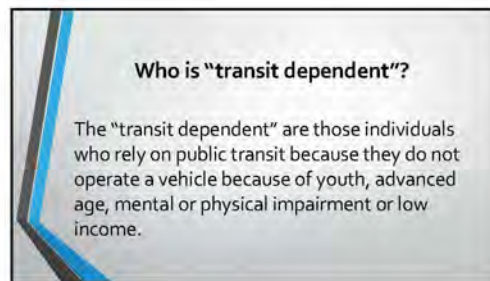 Who is “transit dependent”?
The “transit dependent” are those individuals
who rely on public transit because they do not
operate a vehicle because of youth, advanced
age, mental or physical impairment or low
income.